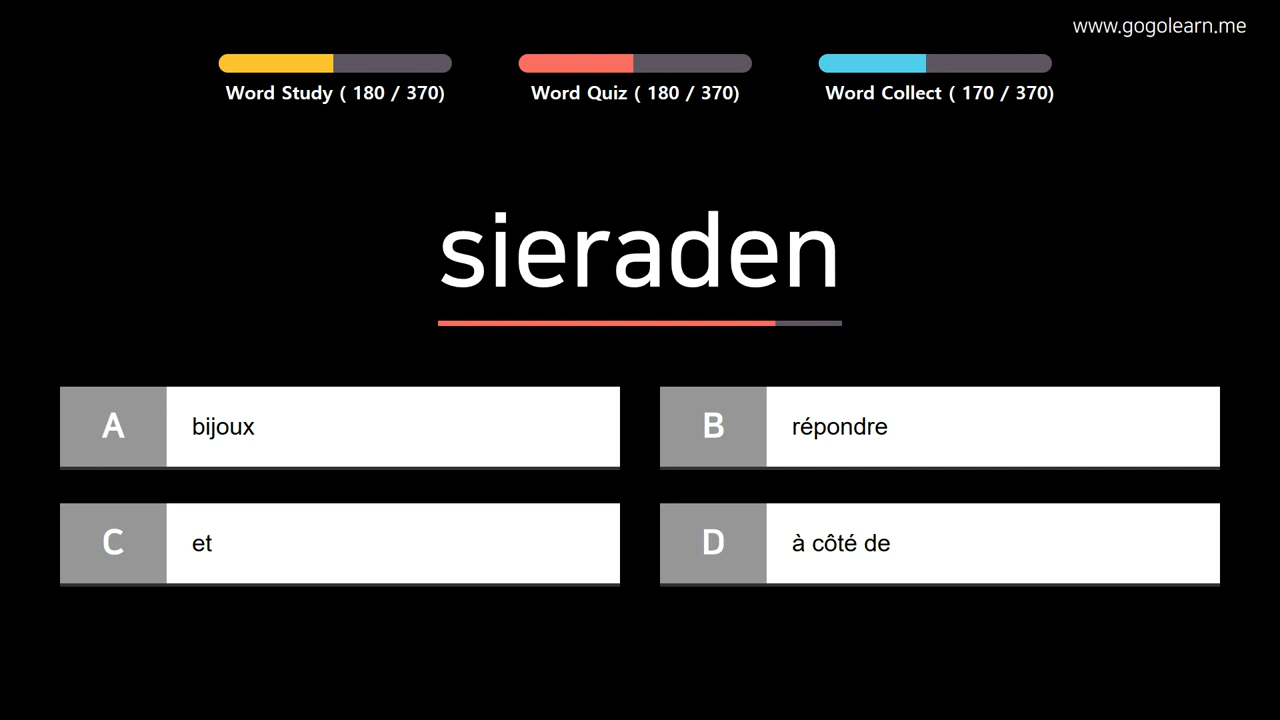 www.gogolearn.me
Word Study ( 180 / 370)
Word Quiz ( 180 / 370)
Word Collect ( 170 / 370)
sieraden
A bijoux
B répondre
C et
D à côté de